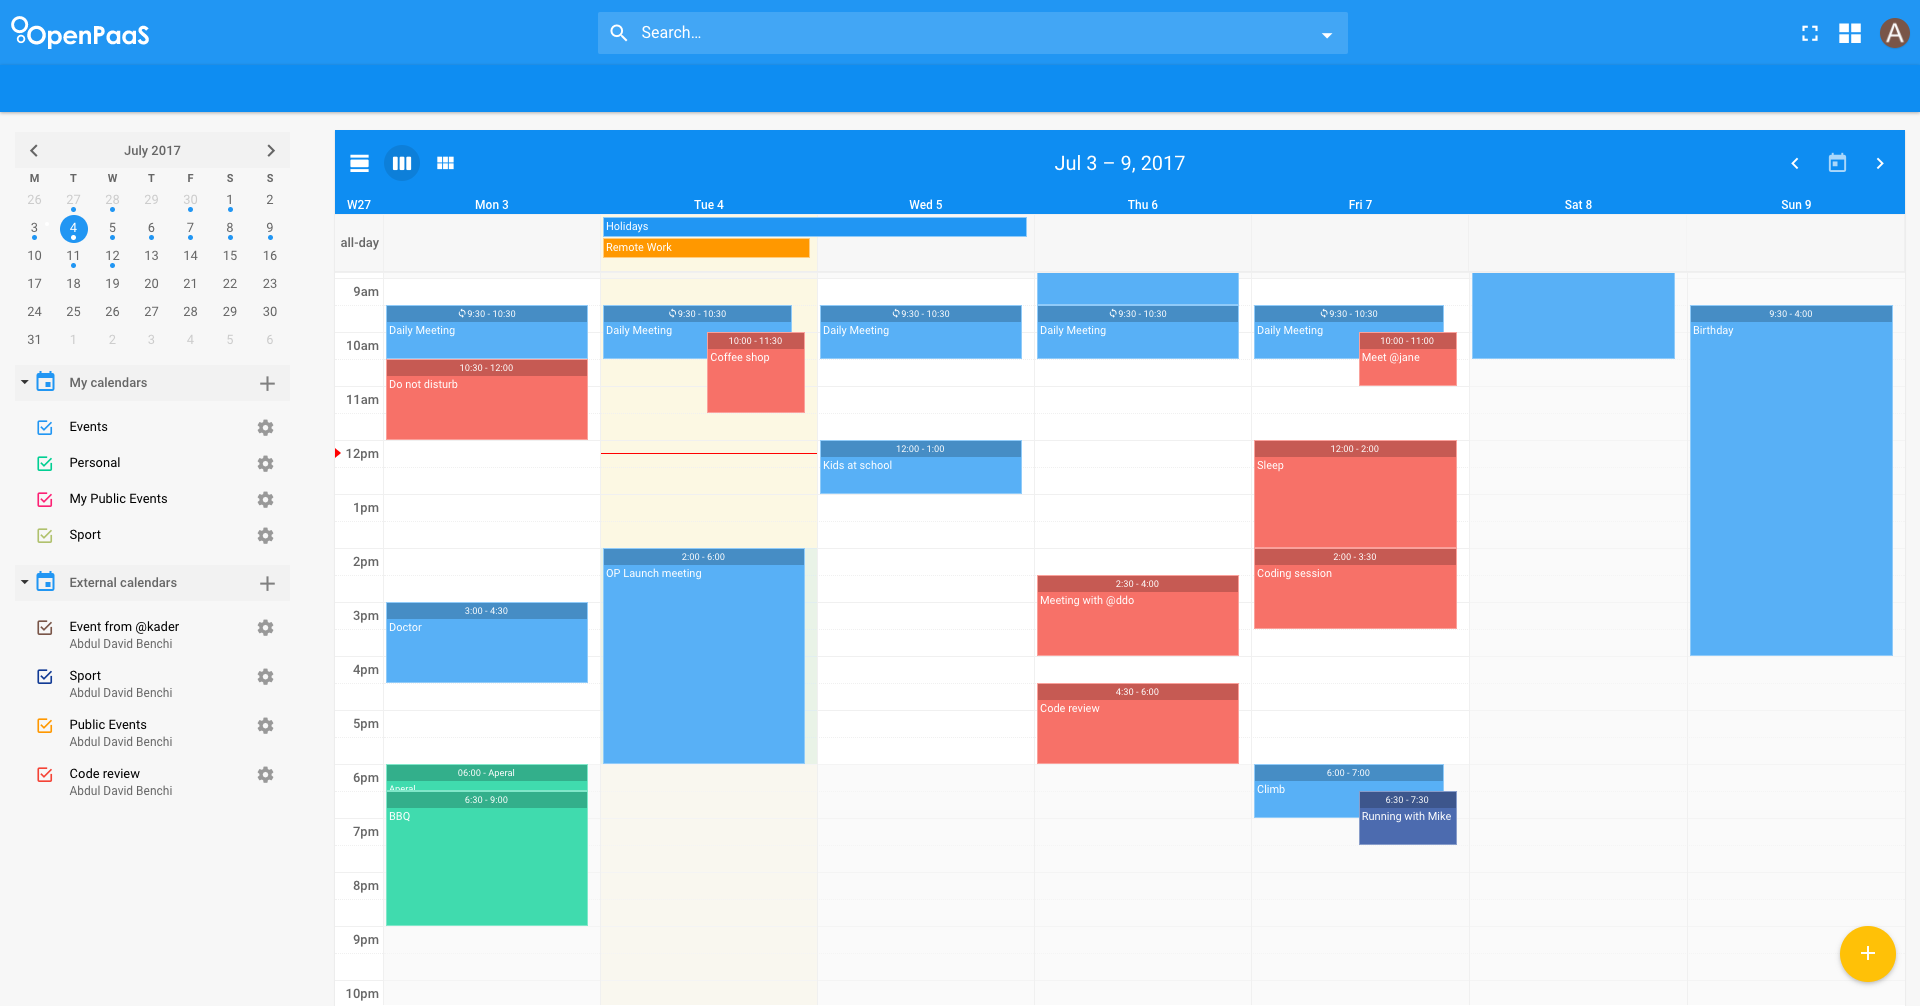 OpenPaaS
Search...
A
July 2017
M T W T F S S
26 27 28 29 30 1 2
3 4 5 6 7 8 9
10 11 12 13 14 15 16
17 18 19 20 21 22 23
24 25 26 27 28 29 30
31 1 2 3 4 5 6
My calendars
Events
Personal
My Public Events
Sport
External calendars
Event from @kader
Abdul David Benchi
Sport
Abdul David Benchi
Public Events
Abdul David Benchi
Code review
Abdul David Benchi
Jul 3 – 9, 2017
W27 Mon 3 Tue 4 Wed 5 Thu 6 Fri 7 Sat 8 Sun 9
all-day
Holidays
Remote Work
9am
10am
11am
12pm
1pm
2pm
3pm
4pm
5pm
6pm
7pm
8pm
9pm
10pm
9:30 - 10:30
Daily Meeting
10:30 - 12:00
Do not disturb
3:00 - 4:30
Doctor
06:00 - Aperal
Aperal
6:30 - 9:00
BBQ
9:30 - 10:30
Daily Meeting
10:00 - 11:30
Coffee shop
2:00 - 6:00
OP Launch meeting
9:30 - 10:30
Daily Meeting
12:00 - 1:00
Kids at school
9:30 - 10:30
Daily Meeting
2:30 - 4:00
Meeting with @ddo
4:30 - 6:00
Code review
9:30 - 10:30
Daily Meeting
10:00 - 11:00
Meet @jane
12:00 - 2:00
Sleep
2:00 - 3:30
Coding session
6:00 - 7:00
Climb
6:30 - 7:30
Running with Mike
9:30 - 4:00
Birthday